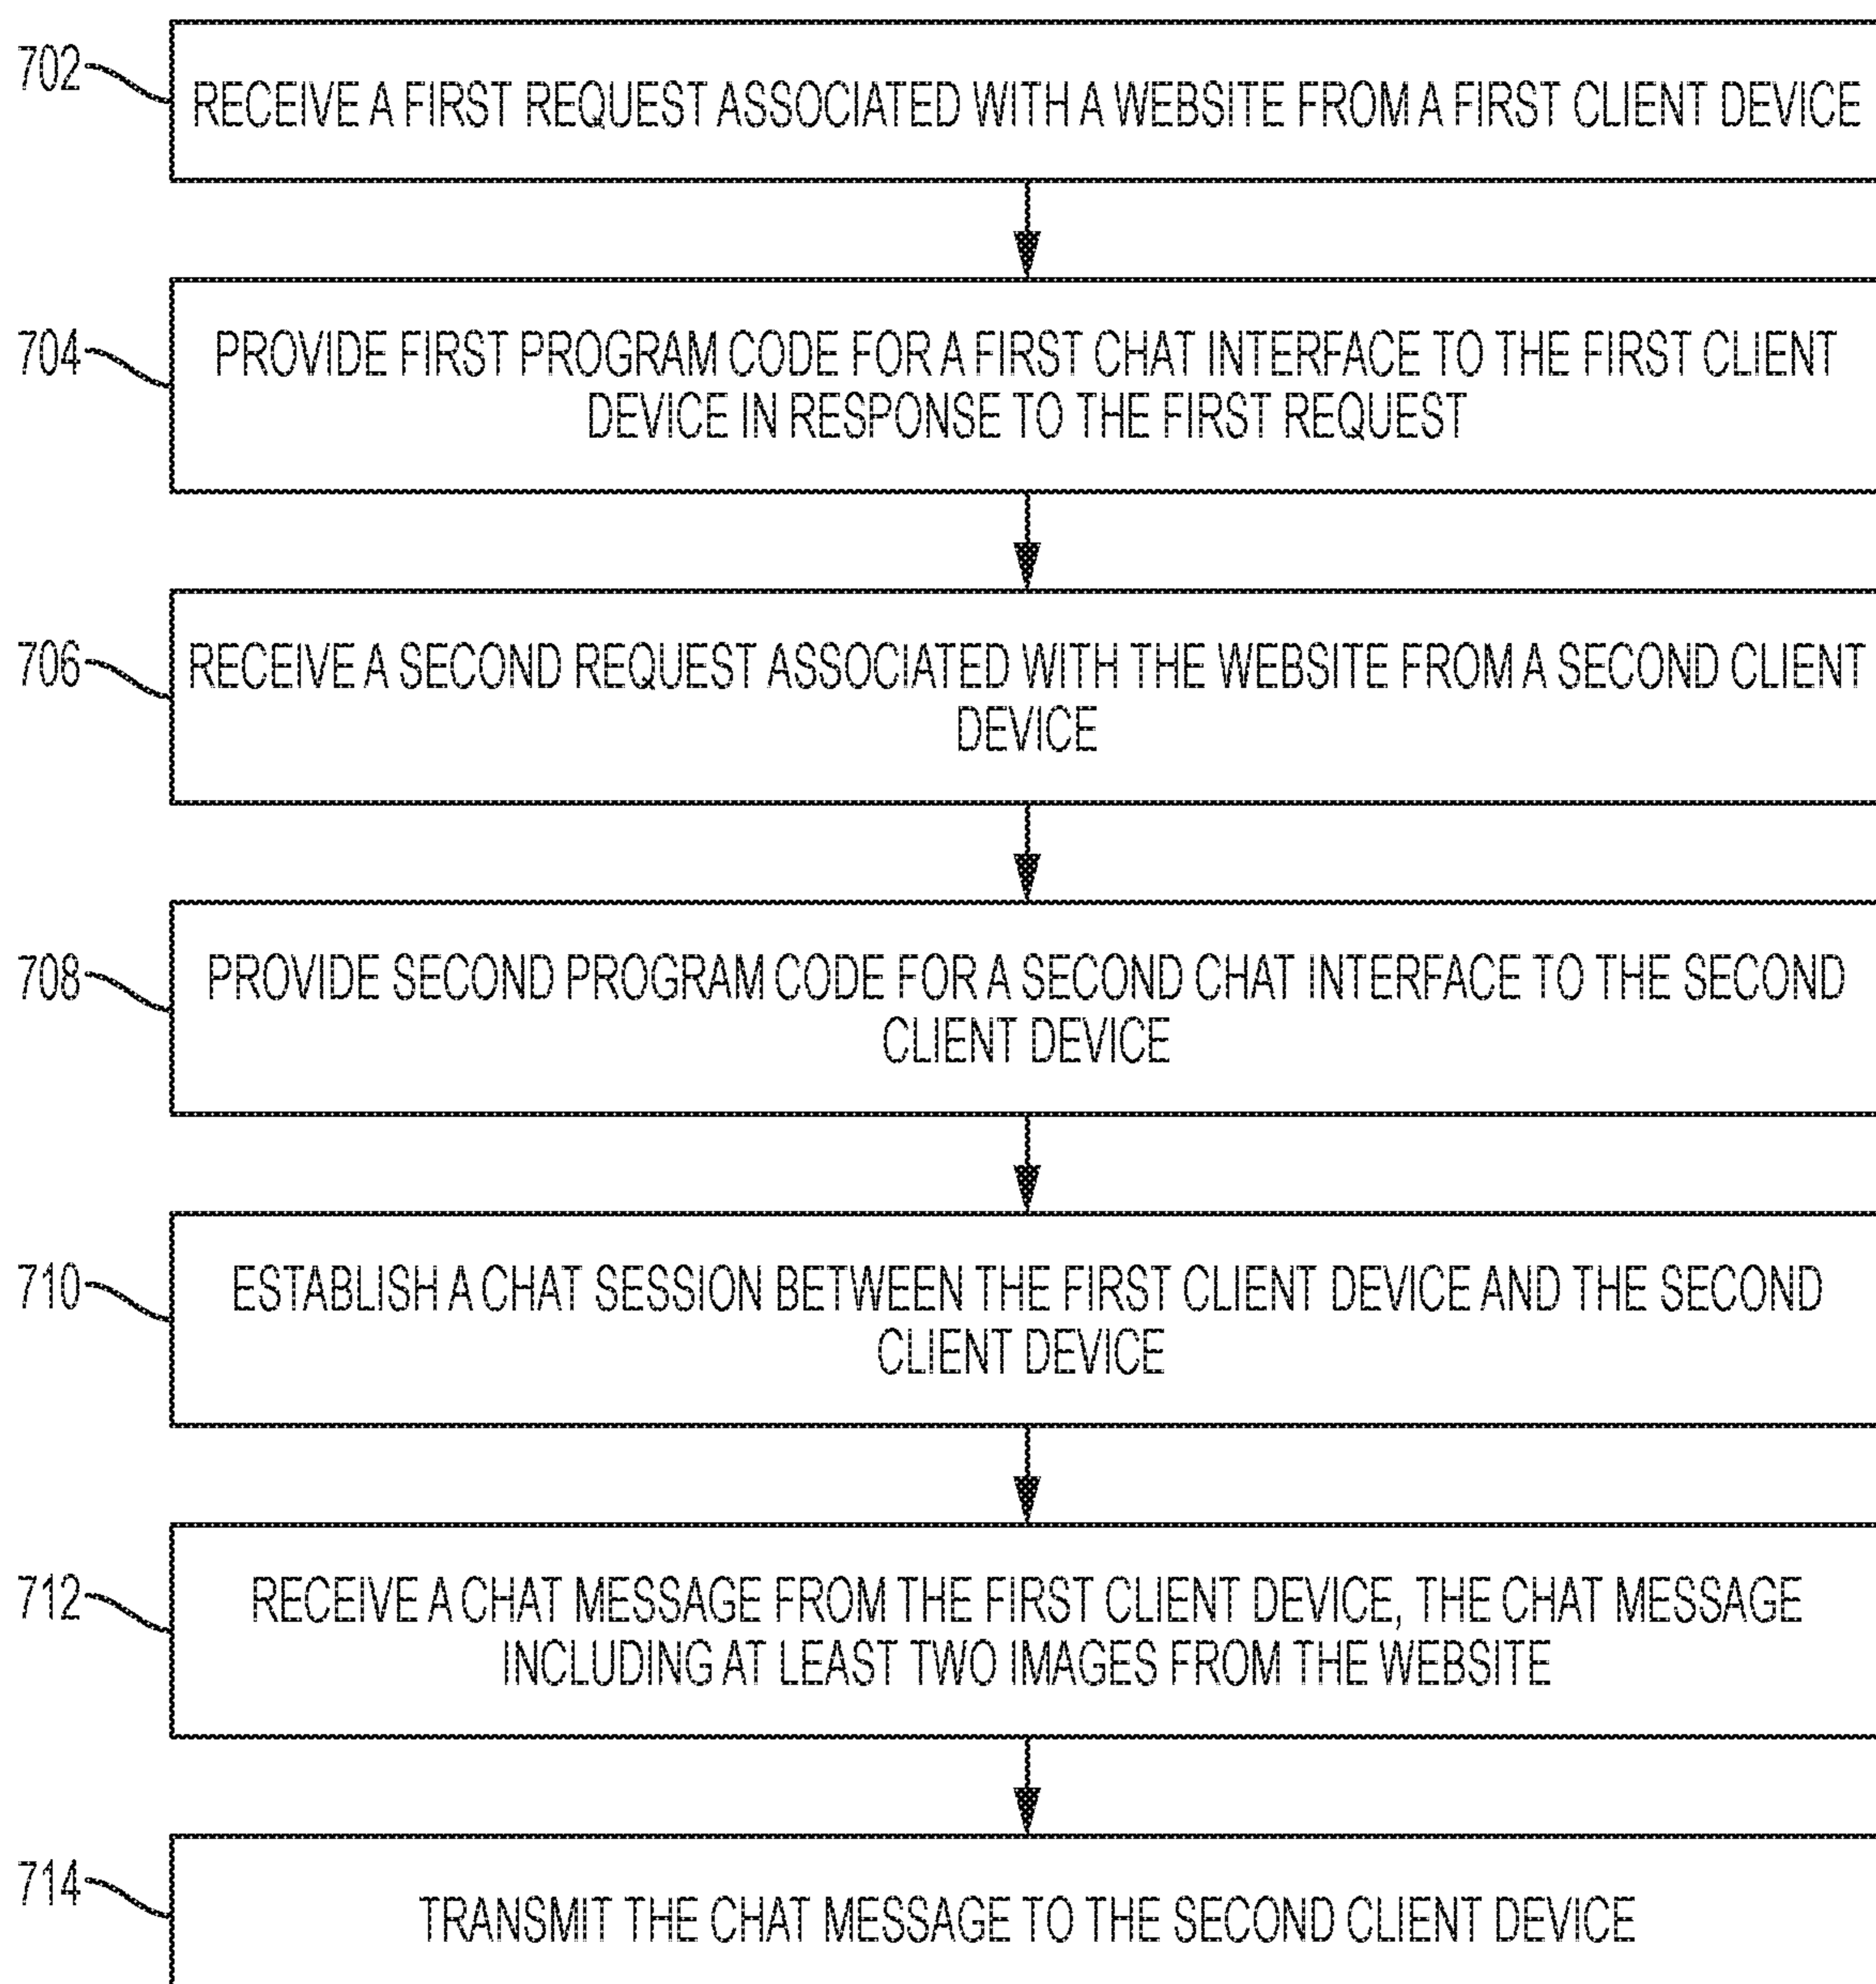 702
RECEIVE A FIRST REQUEST ASSOCIATED WITH A WEBSITE FROM A FIRST CLIENT DEVICE
704
PROVIDE FIRST PROGRAM CODE FOR A FIRST CHAT INTERFACE TO THE FIRST CLIENT
DEVICE IN RESPONSE TO THE FIRST REQUEST
706
RECEIVE A SECOND REQUEST ASSOCIATED WITH THE WEBSITE FROM A SECOND CLIENT
DEVICE
708
PROVIDE SECOND PROGRAM CODE FOR A SECOND CHAT INTERFACE TO THE SECOND
CLIENT DEVICE
710
ESTABLISH A CHAT SESSION BETWEEN THE FIRST CLIENT DEVICE AND THE SECOND
CLIENT DEVICE
712
RECEIVE A CHAT MESSAGE FROM THE FIRST CLIENT DEVICE, THE CHAT MESSAGE
INCLUDING AT LEAST TWO IMAGES FROM THE WEBSITE
714
TRANSMIT THE CHAT MESSAGE TO THE SECOND CLIENT DEVICE